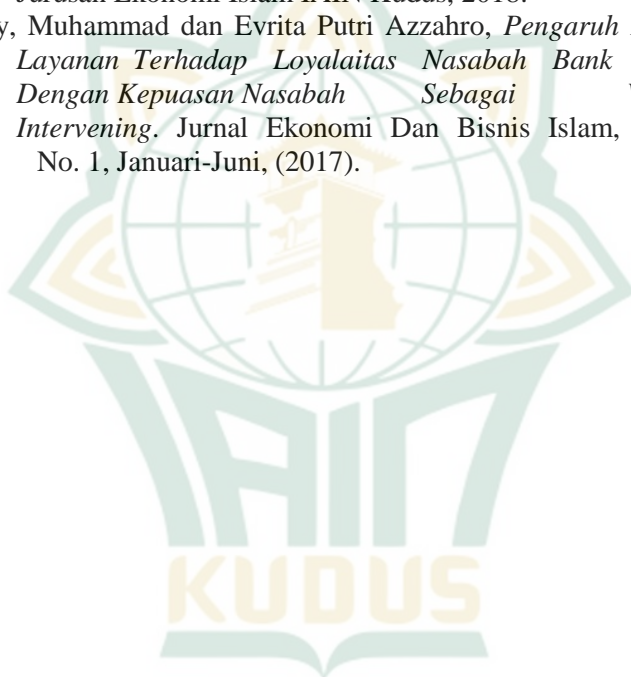 Jurusan Ekonomi Islam IAIN Kudus, 2018.
y, Muhammad dan Evrita Putri Azzahro, Pengaruh
Layanan Terhadap Loyalaitas Nasabah Bank
Dengan Kepuasan Nasabah Sebagai
Intervening. Jurnal Ekonomi Dan Bisnis Islam,
No. 1, Januari-Juni, (2017).
IAIN
KUDUS